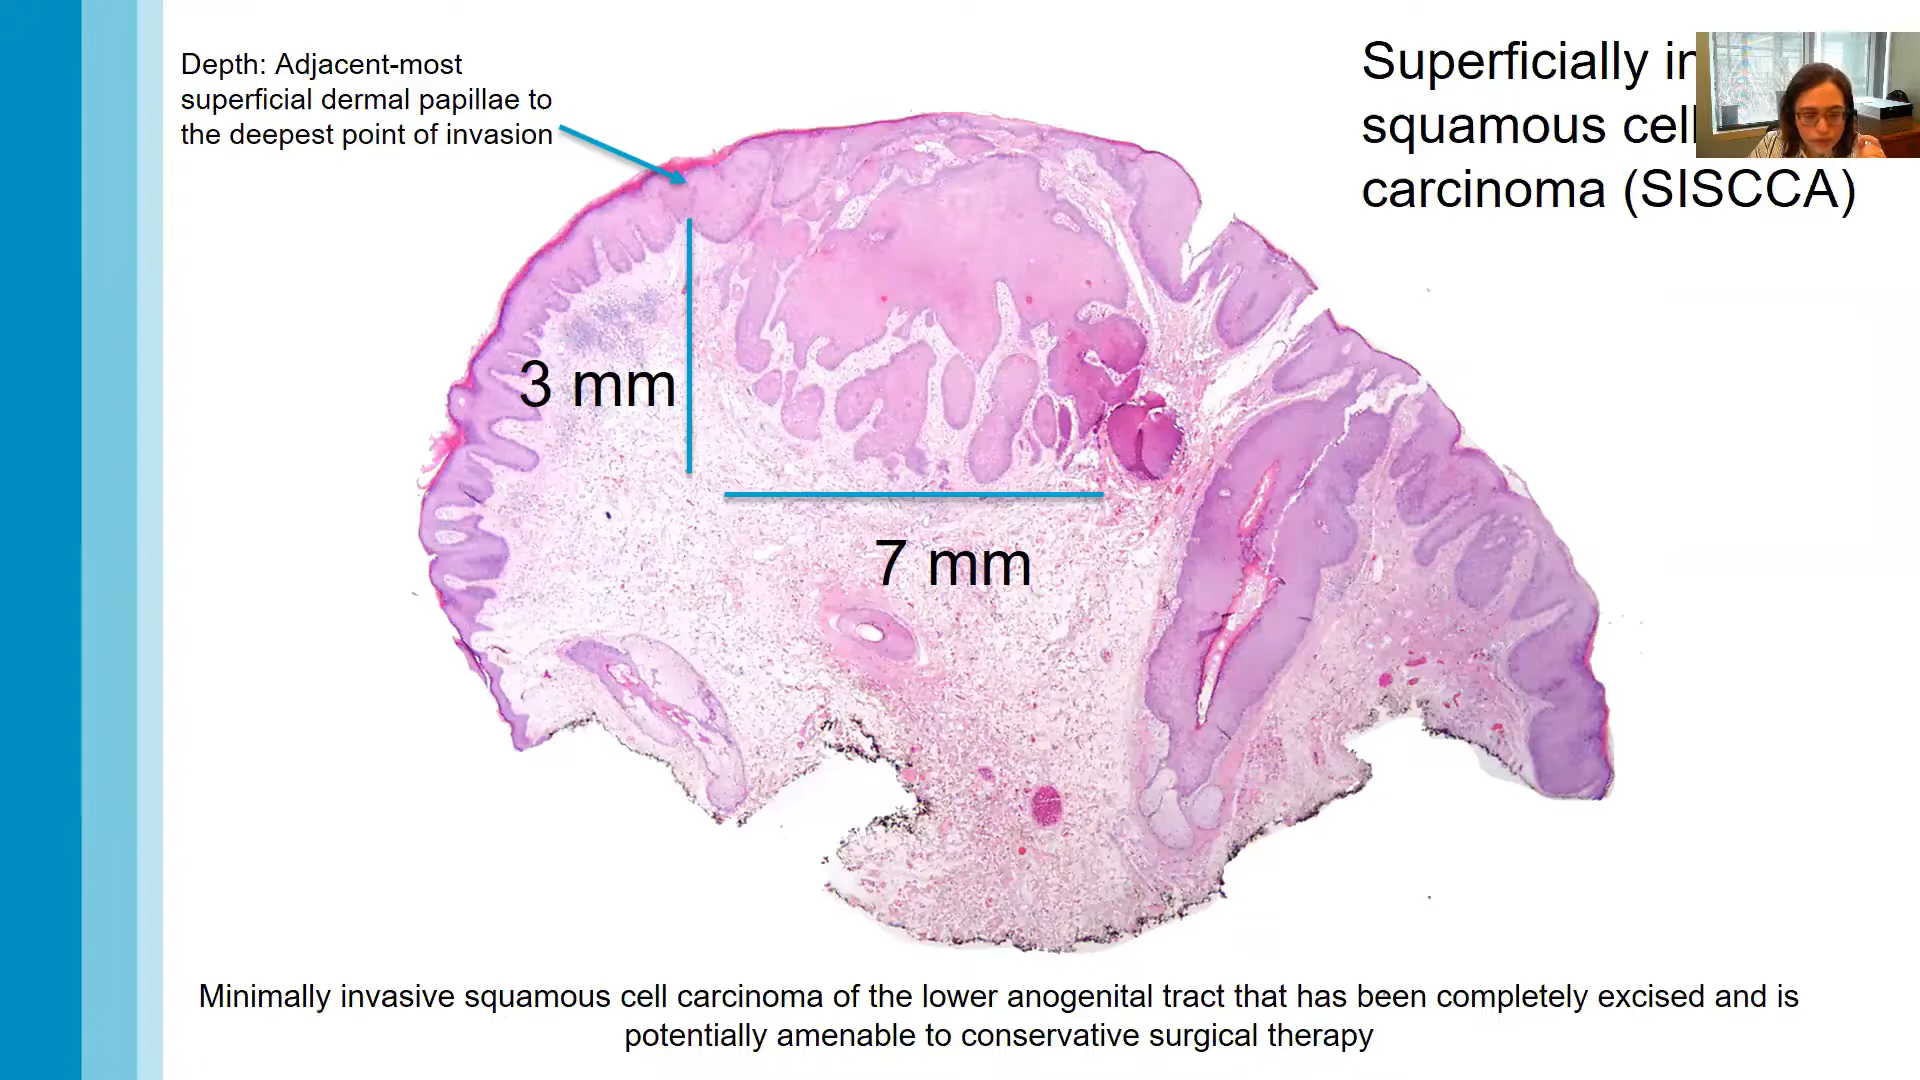 Depth: Adjacent-most
superficial dermal papillae to
the deepest point of invasion
Superficially
squamous cell
carcinoma (SISCCA)
3 mm
7 mm
Minimally invasive squamous cell carcinoma of the lower anogenital tract that has been completely excised and is
potentially amenable to conservative surgical therapy